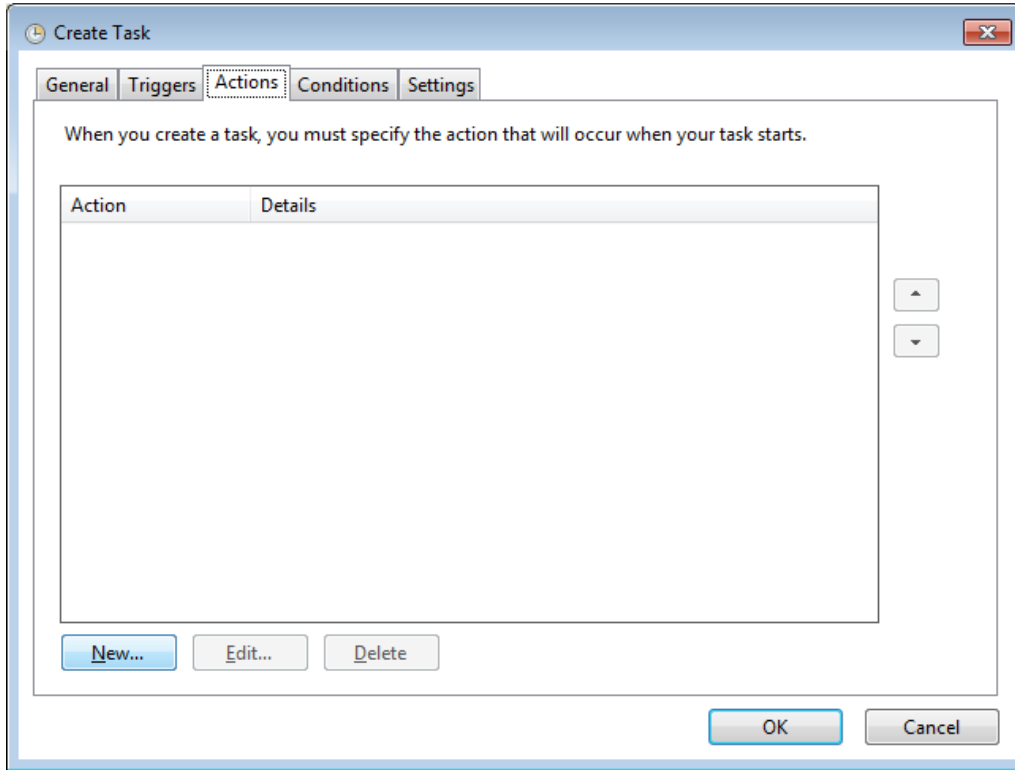 Create Task
General Triggers Actions Conditions Settings
When you create a task, you must specify the action that will occur when your task starts.
Action Details
New... Edit... Delete
OK Cancel